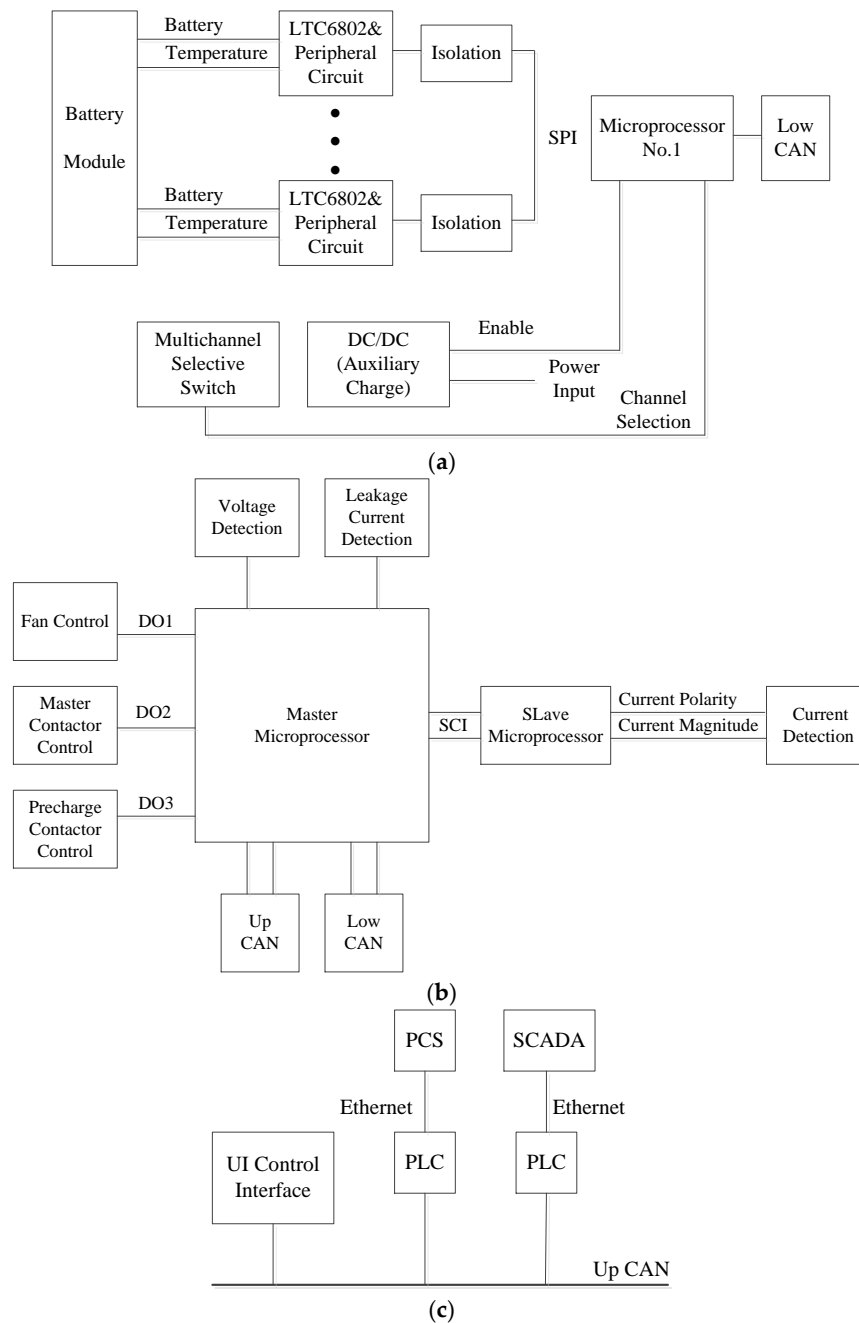 Battery
Module
Battery
Temperature
LTC6802&
Peripheral
Circuit
Isolation
SPI
Microprocessor
No.1
Low
CAN
Battery
Temperature
LTC6802&
Peripheral
Circuit
Isolation
Multichannel
Selective
Switch
DC/DC
(Auxiliary
Charge)
Enable
Power
Input
Channel
Selection
(a)
Voltage
Detection
Leakage
Current
Detection
Fan Control
DO1
Master
Contactor
Control
DO2
Precharge
Contactor
Control
DO3
Master
Microprocessor
SCI
SLave
Microprocessor
Current Polarity
Current Magnitude
Current
Detection
Up
CAN
Low
CAN
(b)
PCS
SCADA
Ethernet
Ethernet
UI Control
Interface
PLC
PLC
Up CAN
(c)